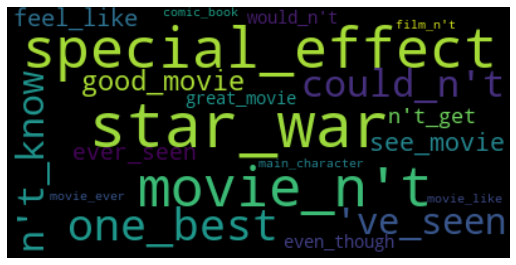 comic_book
feel_like
would_n't
film_n't
special_effect
good_movie
could_n't
great_movie
n't_know
star_war
n't_get
see_movie
ever_seen
main_character
movie_n't
movie_ever
movie_like
one_best
've_seen
even_though